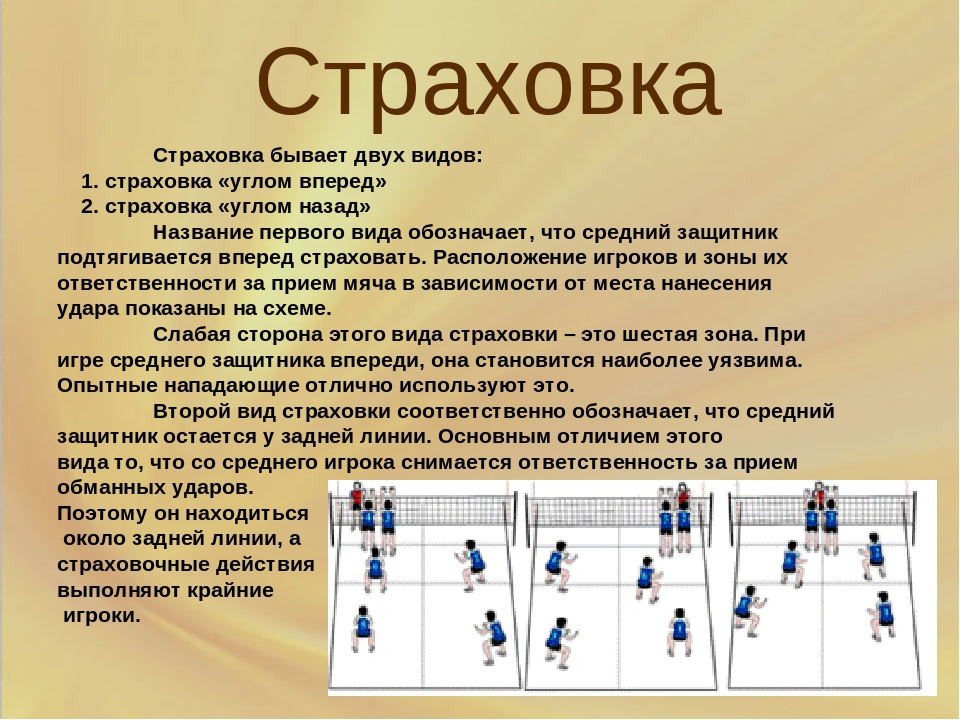 Страховка
Страховка бывает двух видов:
1. страховка «углом вперед»
2. страховка «углом назад»
Название первого вида обозначает, что средний защитник
подтягивается вперед страховать. Расположение игроков и зоны их
ответственности за прием мяча в зависимости от места нанесения
удара показаны на схеме.
Слабая сторона этого вида страховки – это шестая зона. При
игре среднего защитника впереди, она становится наиболее уязвима.
Опытные нападающие отлично используют это.
Второй вид страховки соответственно обозначает, что средний
защитник остается у задней линии. Основным отличием этого
вида то, что со среднего игрока снимается ответственность за прием
обманных ударов.
Поэтому он находиться
около задней линии, а
страховочные действия
выполняют крайние
игроки.